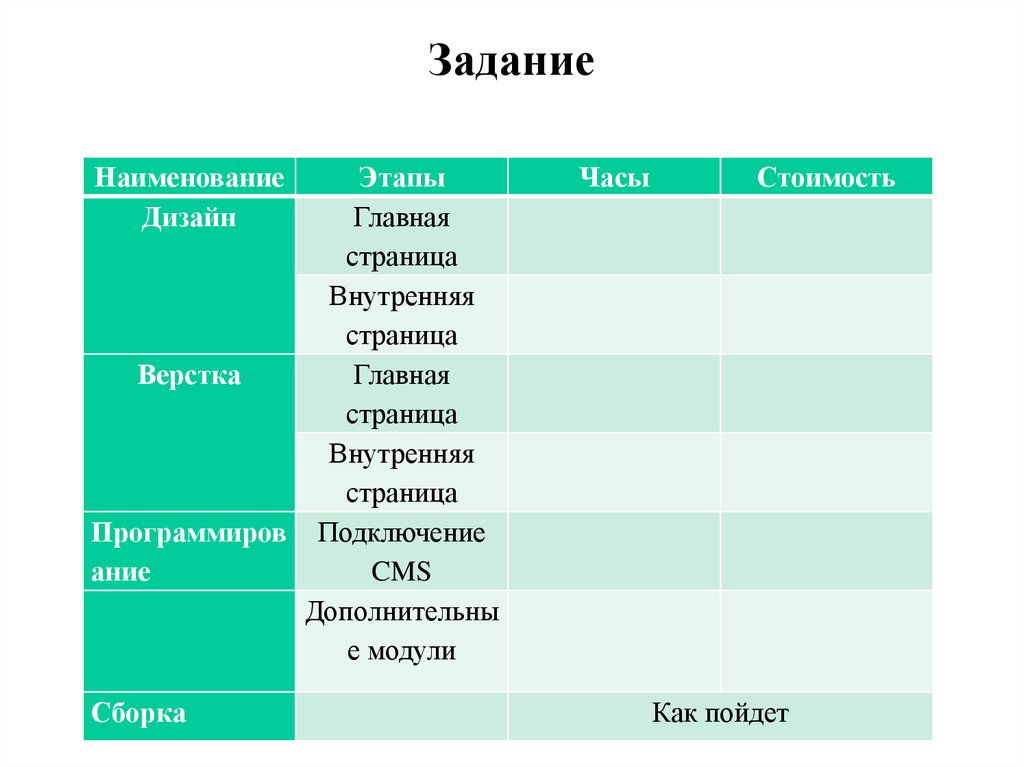 Задание
Наименование Этапы Часы Стоимость
Дизайн Главная
страница
Внутренняя
страница
Верстка Главная
страница
Внутренняя
страница
Программиров Подключение
ание CMS
Дополнительны
е модули
Сборка Как пойдет